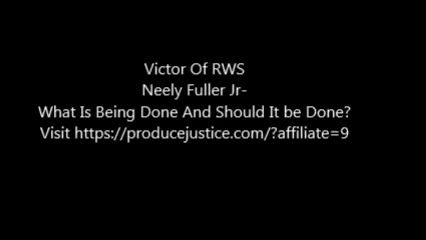 Victor Of RWS
Neely Fuller Jr-
What Is Being Done And Should It be Done?
Visit https://producejustice.com/?affiliate=9